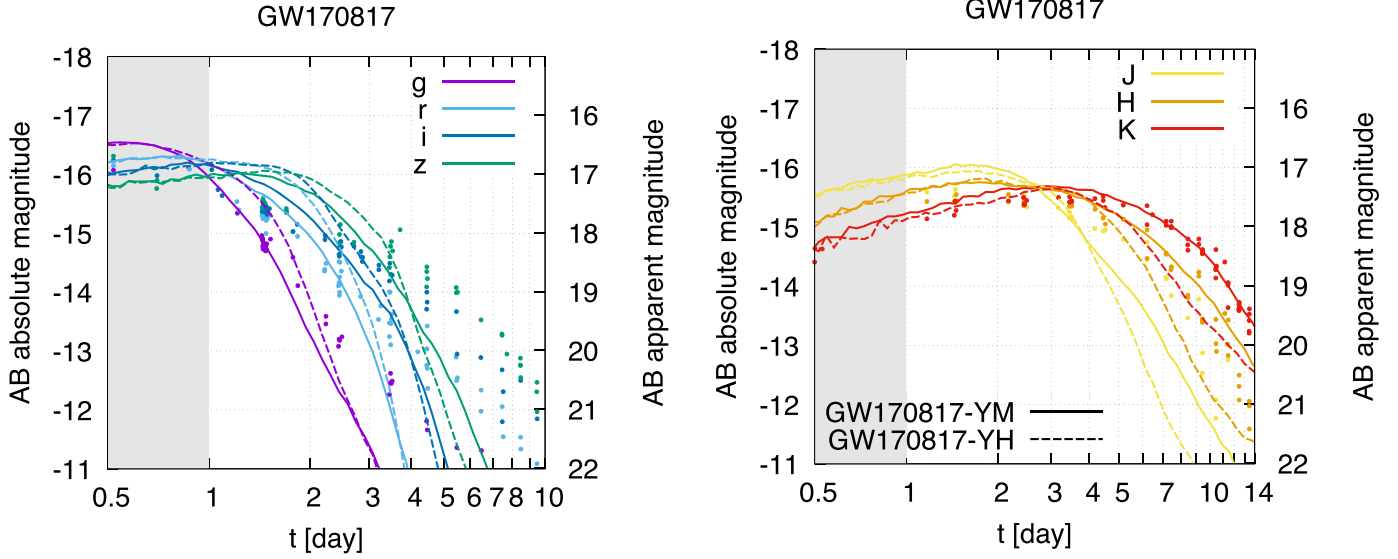 GW170817
AB absolute magnitude
-18
-17
-16
-15
-14
-13
-12
-11
g
r
i
z
16
17
18
19
20
21
22
AB apparent magnitude
0.5 1 2 3 4 5 6 7 8 10
t [day]
GW170817
AB absolute magnitude
-18
-17
-16
-15
-14
-13
-12
-11
J
H
K
GW170817-YM
GW170817-YH
16
17
18
19
20
21
22
AB apparent magnitude
0.5 1 2 3 4 5 7 10 14
t [day]